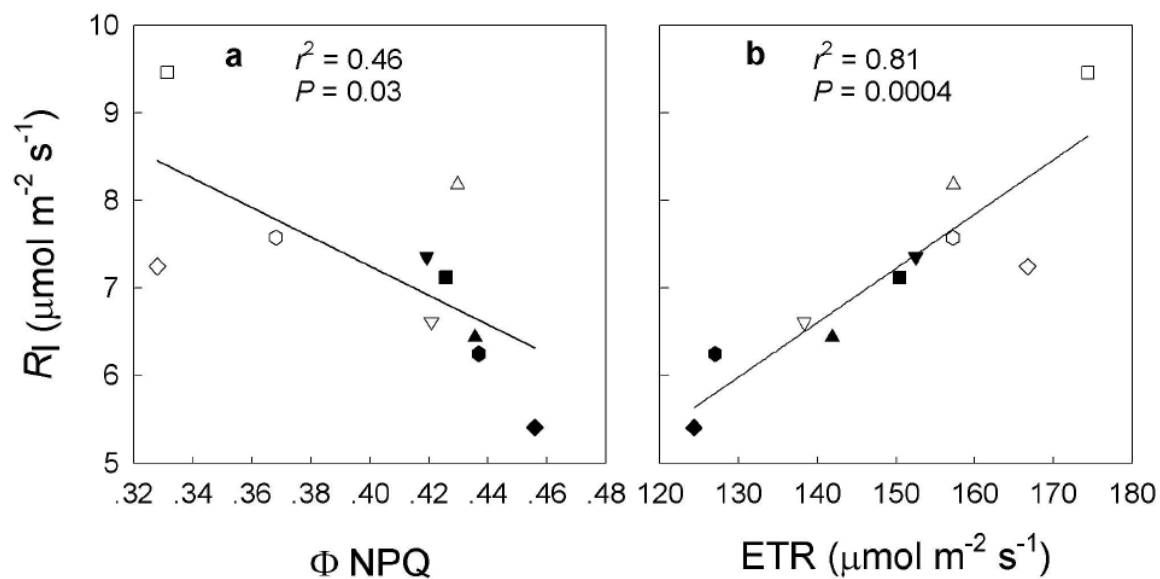 10
9
8
7
6
5
Rl (μmol m⁻² s⁻¹)
a
r² = 0.46
P = 0.03
.32 .34 .36 .38 .40 .42 .44 .46 .48
Φ NPQ
b
r² = 0.81
P = 0.0004
120 130 140 150 160 170 180
ETR (μmol m⁻² s⁻¹)